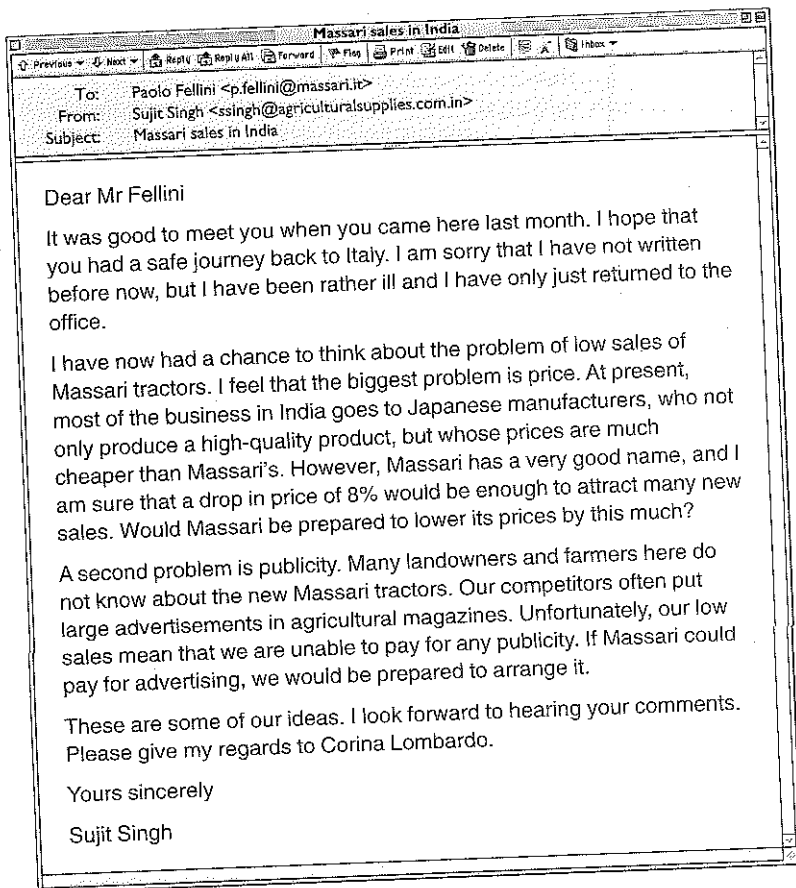 Massari sales in India
Previous Next Reply Reply All Forward Flag Print Edit Delete Inbox
To: Paolo Fellini <p.fellini@massari.it>
From: Sujit Singh <ssingh@agriculturalsupplies.com.in>
Subject: Massari sales in India
Dear Mr Fellini
It was good to meet you when you came here last month. I hope that
you had a safe journey back to Italy. I am sorry that I have not written
before now, but I have been rather ill and I have only just returned to the
office.
I have now had a chance to think about the problem of low sales of
Massari tractors. I feel that the biggest problem is price. At present,
most of the business in India goes to Japanese manufacturers, who not
only produce a high-quality product, but whose prices are much
cheaper than Massari's. However, Massari has a very good name, and I
am sure that a drop in price of 8% would be enough to attract many new
sales. Would Massari be prepared to lower its prices by this much?
A second problem is publicity. Many landowners and farmers here do
not know about the new Massari tractors. Our competitors often put
large advertisements in agricultural magazines. Unfortunately, our low
sales mean that we are unable to pay for any publicity. If Massari could
pay for advertising, we would be prepared to arrange it.
These are some of our ideas. I look forward to hearing your comments.
Please give my regards to Corina Lombardo.
Yours sincerely
Sujit Singh